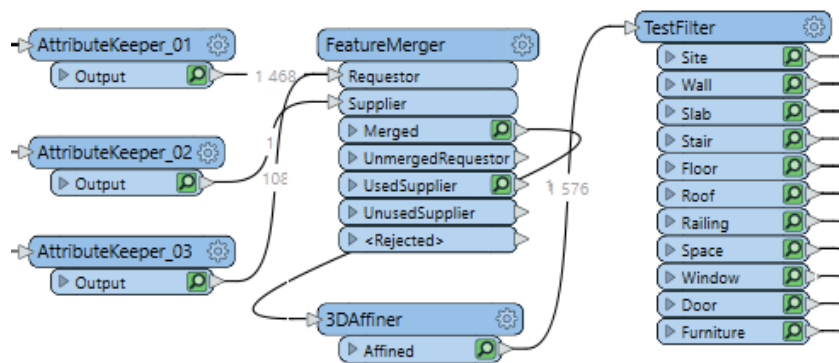 AttributeKeeper_01
Output
1 468
AttributeKeeper_02
Output
1
108
AttributeKeeper_03
Output
FeatureMerger
Requestor
Supplier
Merged
UnmergedRequestor
UsedSupplier
UnusedSupplier
<Rejected>
1 576
3DAffiner
Affined
TestFilter
Site
Wall
Slab
Stair
Floor
Roof
Railing
Space
Window
Door
Furniture